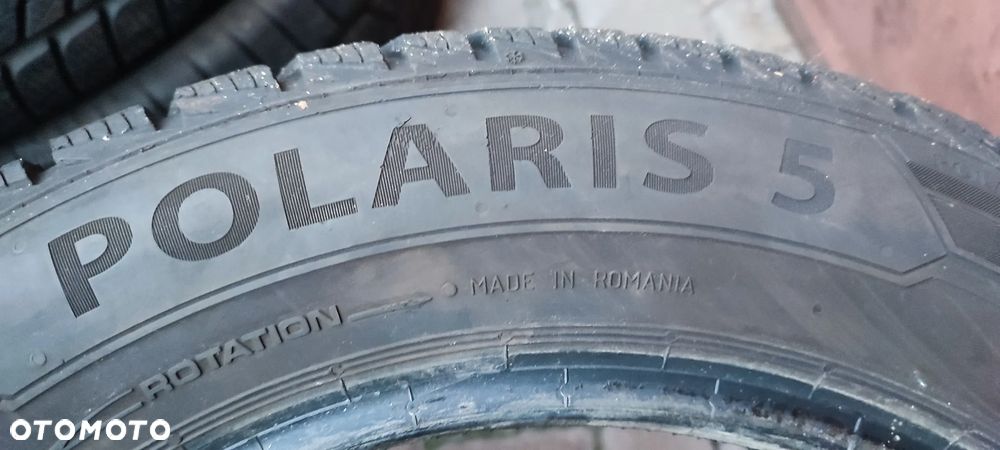 POLARIS 5
MADE IN ROMANIA
ROTATION
OTOMOTO